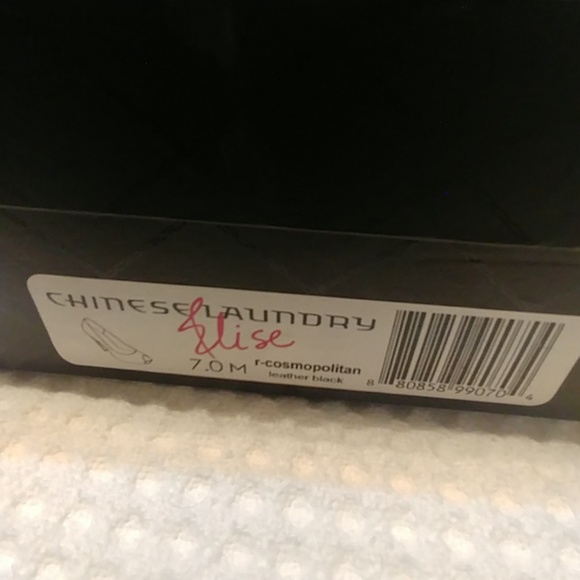 CHINESE LAUNDRY
Elise
7.0 M r-cosmopolitan
leather black
8 80858 99070 4